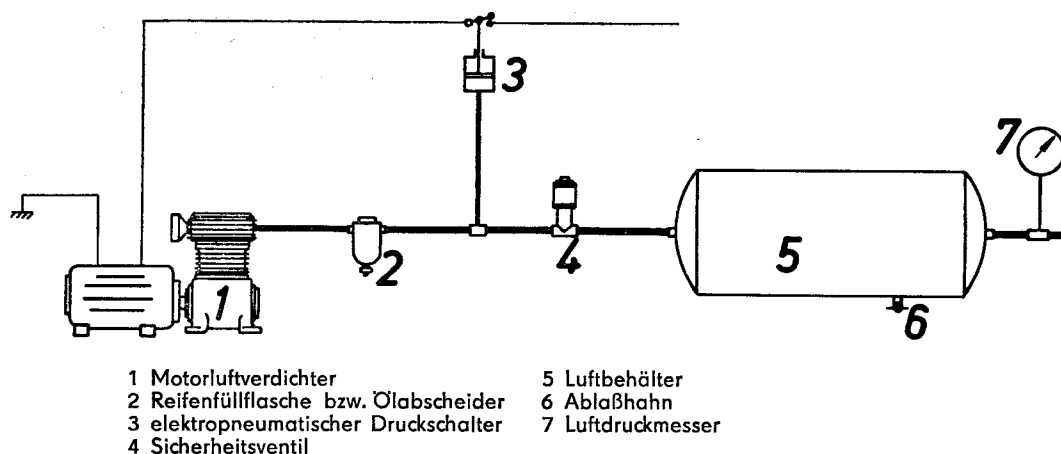 3
7
4
2
5
1
6
1 Motorluftverdichter
2 Reifenfüllflasche bzw. Ölabscheider
3 elektropneumatischer Druckschalter
4 Sicherheitsventil
5 Luftbehälter
6 Ablaßhahn
7 Luftdruckmesser